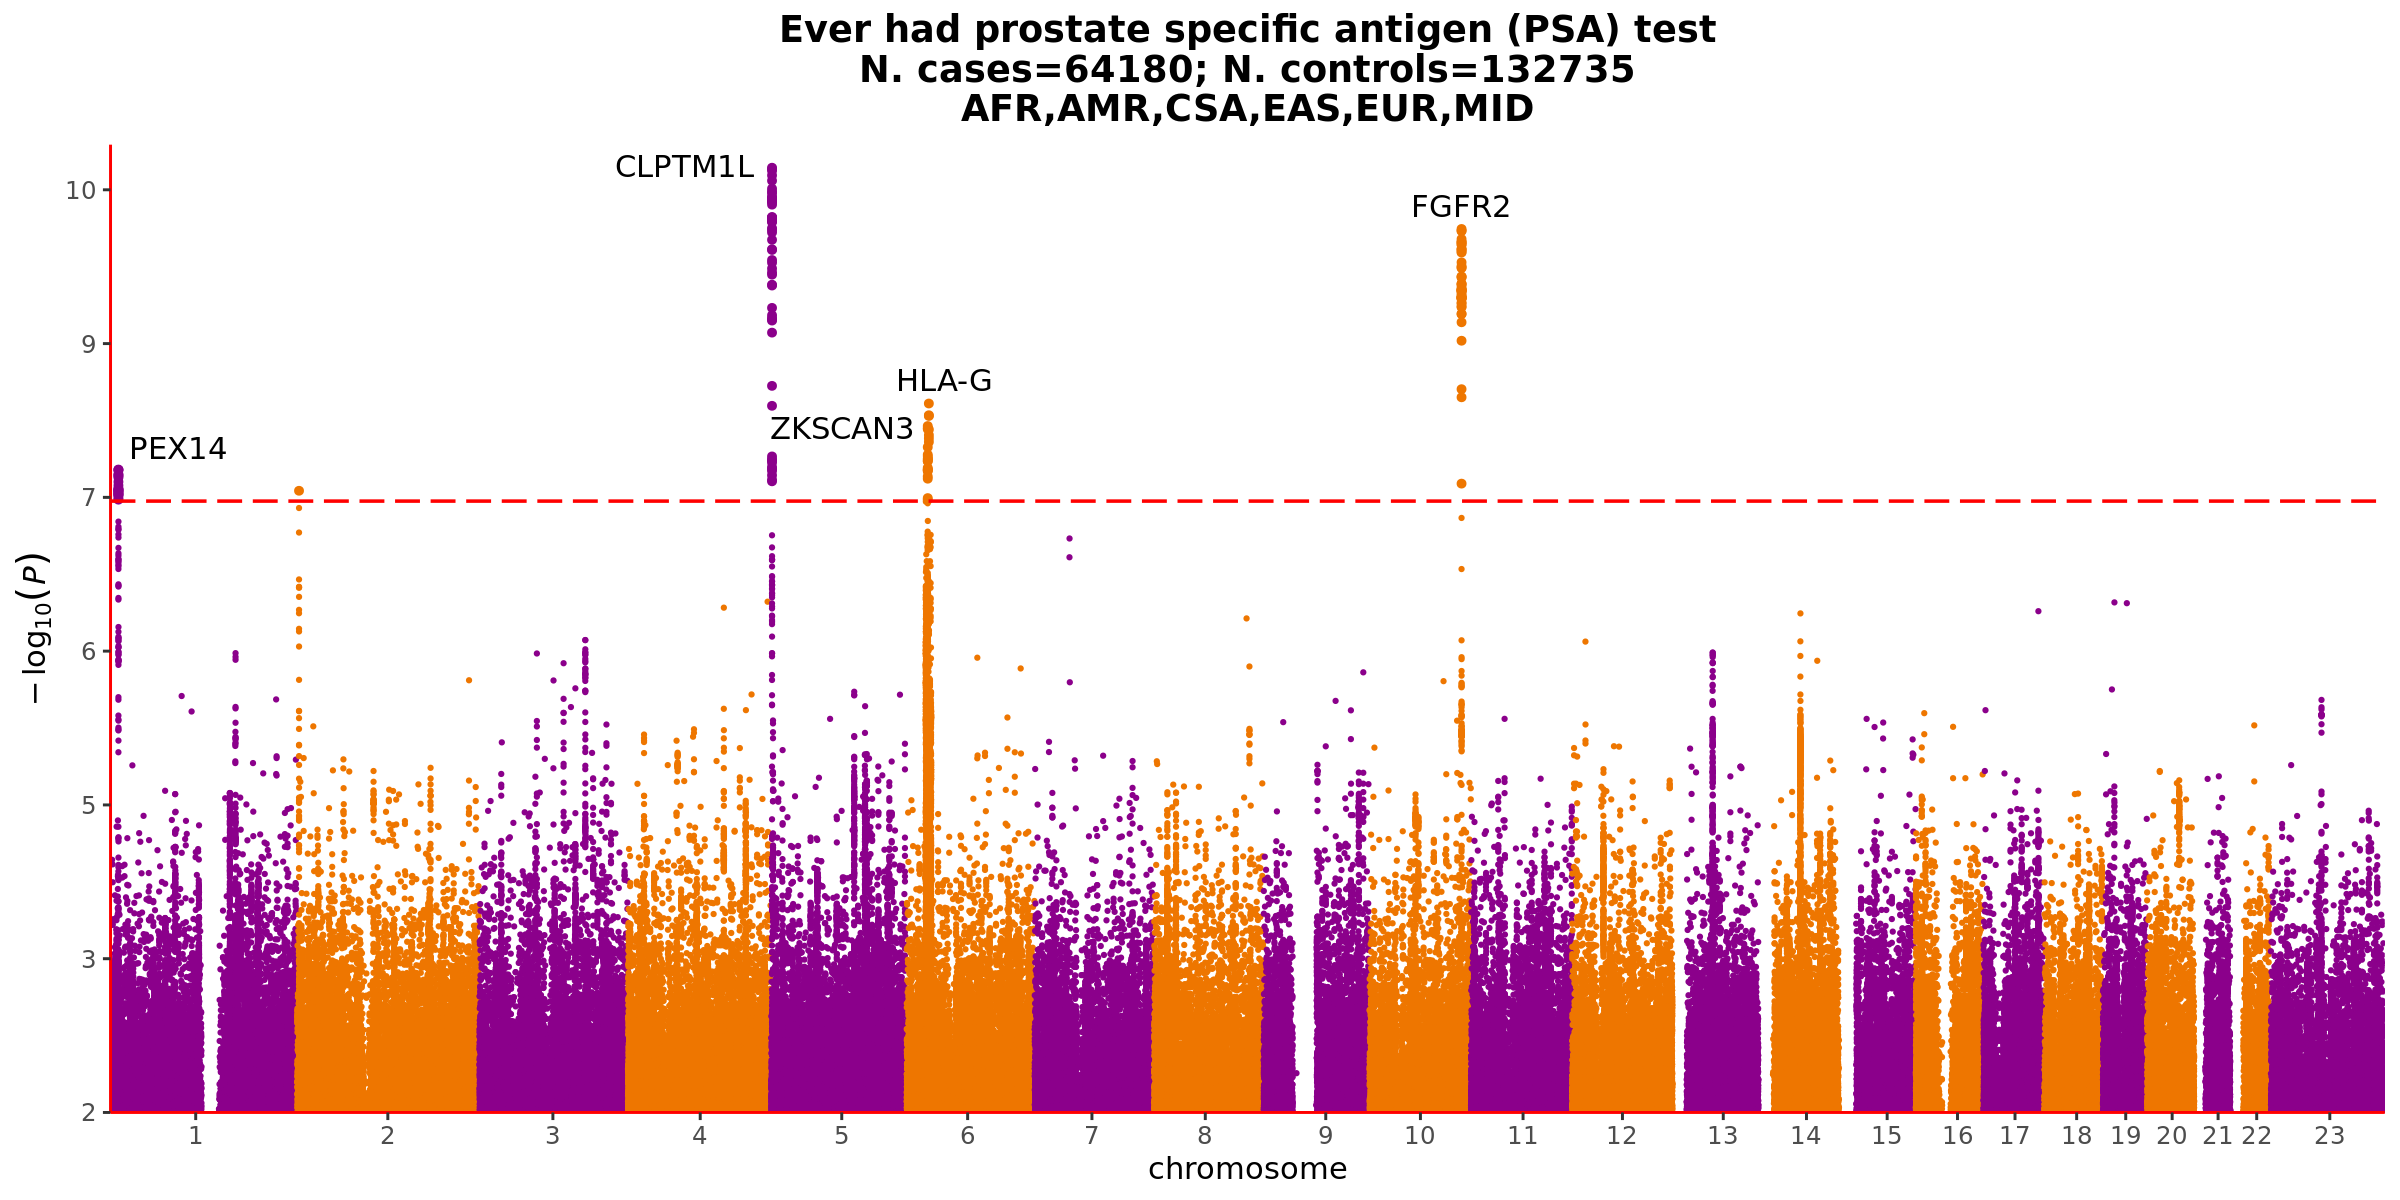 Ever had prostate specific antigen (PSA) test
N. cases=64180; N. controls=132735
AFR,AMR,CSA,EAS,EUR,MID
CLPTM1L
FGFR2
HLA-G
ZKSCAN3
PEX14
10
9
7
6
5
3
2
−log10(P)
1 2 3 4 5 6 7 8 9 10 11 12 13 14 15 16 17 18 19 20 21 22 23
chromosome